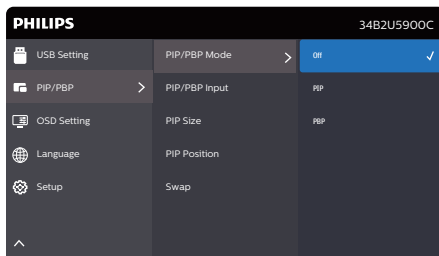 PHILIPS
34B2U5900C
USB Setting
PIP/PBP
OSD Setting
Language
Setup
PIP/PBP Mode
PIP/PBP Input
PIP Size
PIP Position
Swap
Off
PIP
PBP